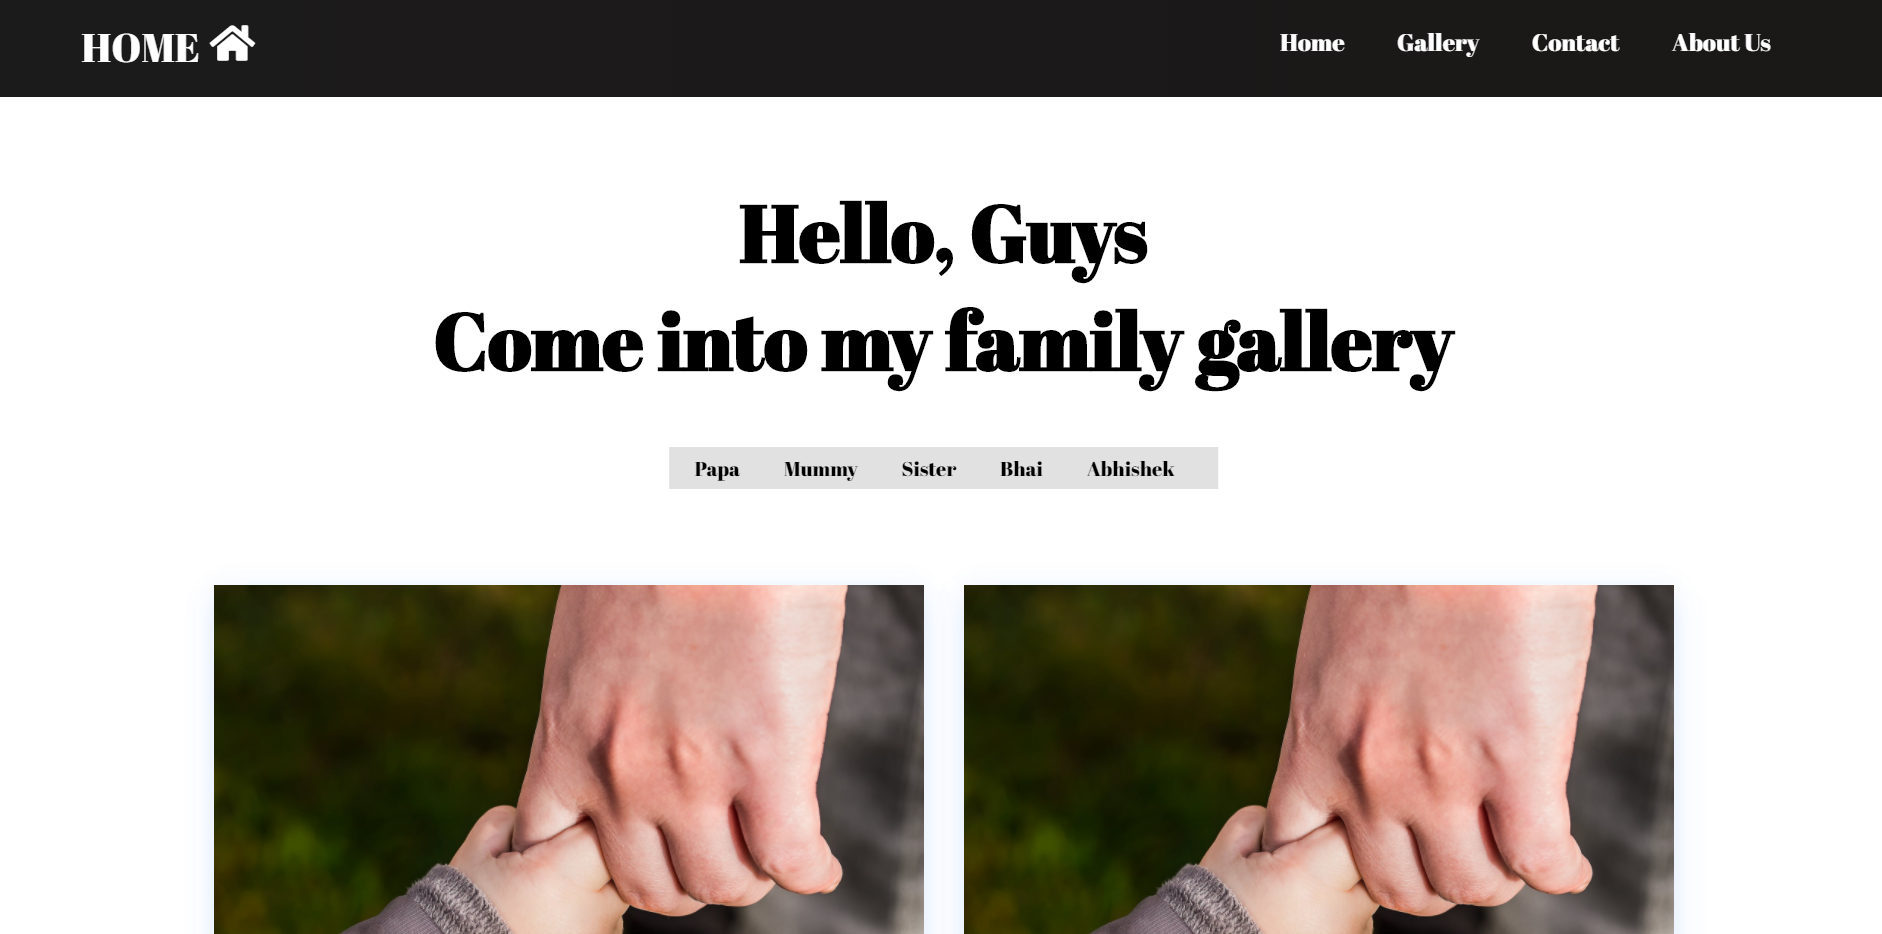 HOME Home Gallery Contact About Us
Hello, Guys
Come into my family gallery
Papa Mummy Sister Bhai Abhishek